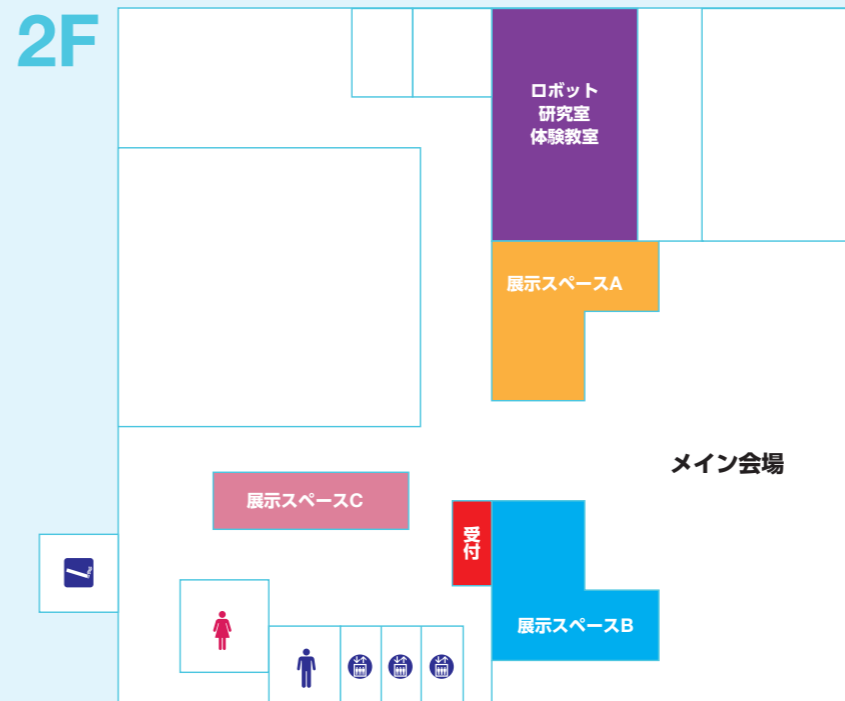 2F
ロボット
研究室
体験教室
展示スペースA
メイン会場
展示スペースC
受付
展示スペースB